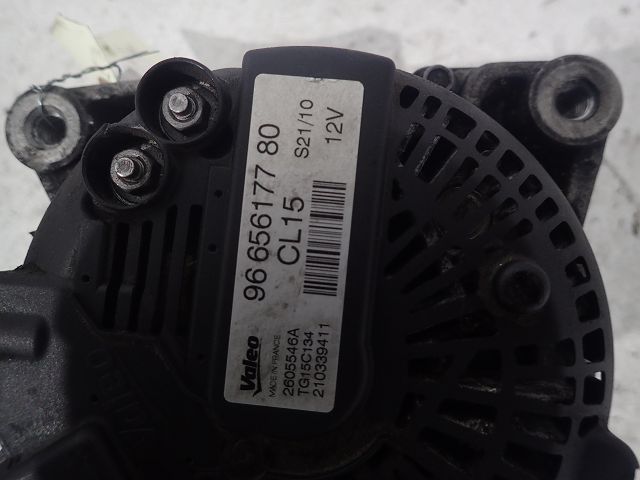 96 656177 80
CL15
S21/10
12V
Valeo
MADE IN FRANCE
2605546A
TG15C134
210339411